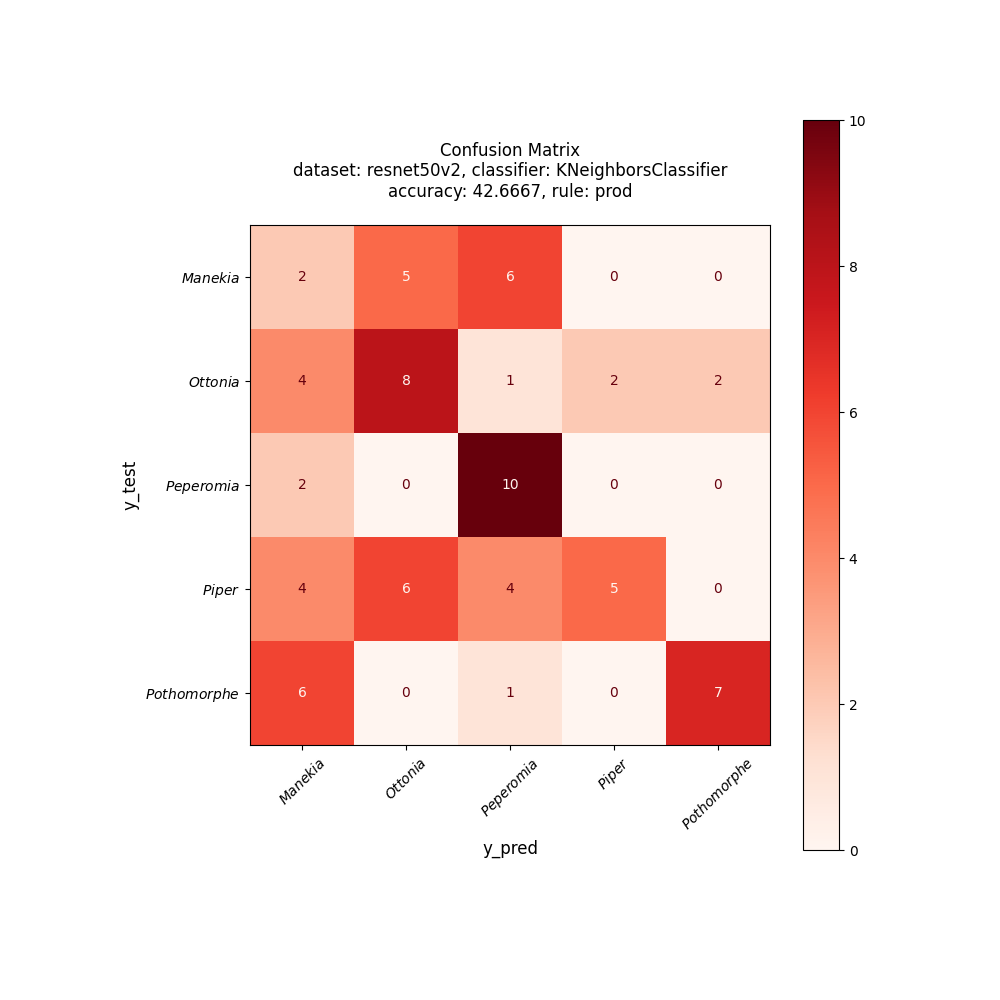 Confusion Matrix
dataset: resnet50v2, classifier: KNeighborsClassifier
accuracy: 42.6667, rule: prod
10
8
6
4
2
0
y_test
Manekia 2 5 6 0 0
Ottonia 4 8 1 2 2
Peperomia 2 0 10 0 0
Piper 4 6 4 5 0
Pothomorphe 6 0 1 0 7
Manekia Ottonia Peperomia Piper Pothomorphe
y_pred